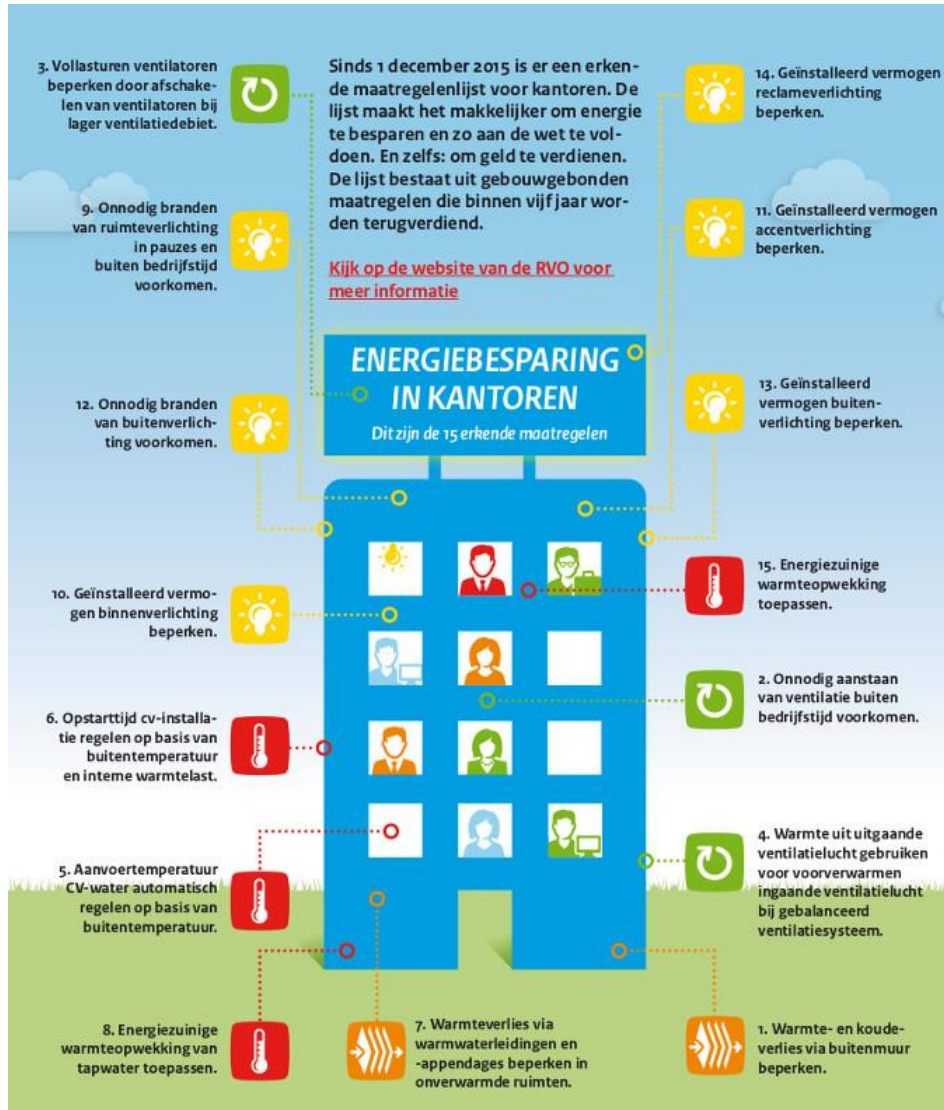 3. Vollasturen ventilatoren
beperken door afschake-
len van ventilatoren bij
lager ventilatiedebiet.
Sinds 1 december 2015 is er een erken-
de maatregelenlijst voor kantoren. De
lijst maakt het makkelijker om energie
te besparen en zo aan de wet te vol-
doen. En zelfs: om geld te verdienen.
De lijst bestaat uit gebouwgebonden
maatregelen die binnen vijf jaar wor-
den terugverdiend.
Kijk op de website van de RVO voor
meer informatie
14. Geïnstalleerd vermogen
reclameverlichting
beperken.
9. Onnodig branden
van ruimteverlichting
in pauzes en
buiten bedrijfstijd
voorkomen.
11. Geïnstalleerd vermogen
accentverlichting
beperken.
ENERGIEBESPARING
IN KANTOREN
Dit zijn de 15 erkende maatregelen
12. Onnodig branden
van buitenverlich-
ting voorkomen.
13. Geïnstalleerd
vermogen buiten-
verlichting beperken.
10. Geïnstalleerd vermo-
gen binnenverlichting
beperken.
15. Energiezuinige
warmteopwekking
toepassen.
6. Opstarttijd cv-installa-
tie regelen op basis van
buitentemperatuur
en interne warmtelast.
2. Onnodig aanstaan
van ventilatie buiten
bedrijfstijd voorkomen.
5. Aanvoertemperatuur
CV-water automatisch
regelen op basis van
buitentemperatuur.
4. Warmte uit uitgaande
ventilatielucht gebruiken
voor voorverwarmen
ingaande ventilatielucht
bij gebalanceerd
ventilatiesysteem.
8. Energiezuinige
warmteopwekking van
tapwater toepassen.
7. Warmteverlies via
warmwaterleidingen en
-appendages beperken in
onverwarmde ruimten.
1. Warmte- en koude-
verlies via buitenmuur
beperken.